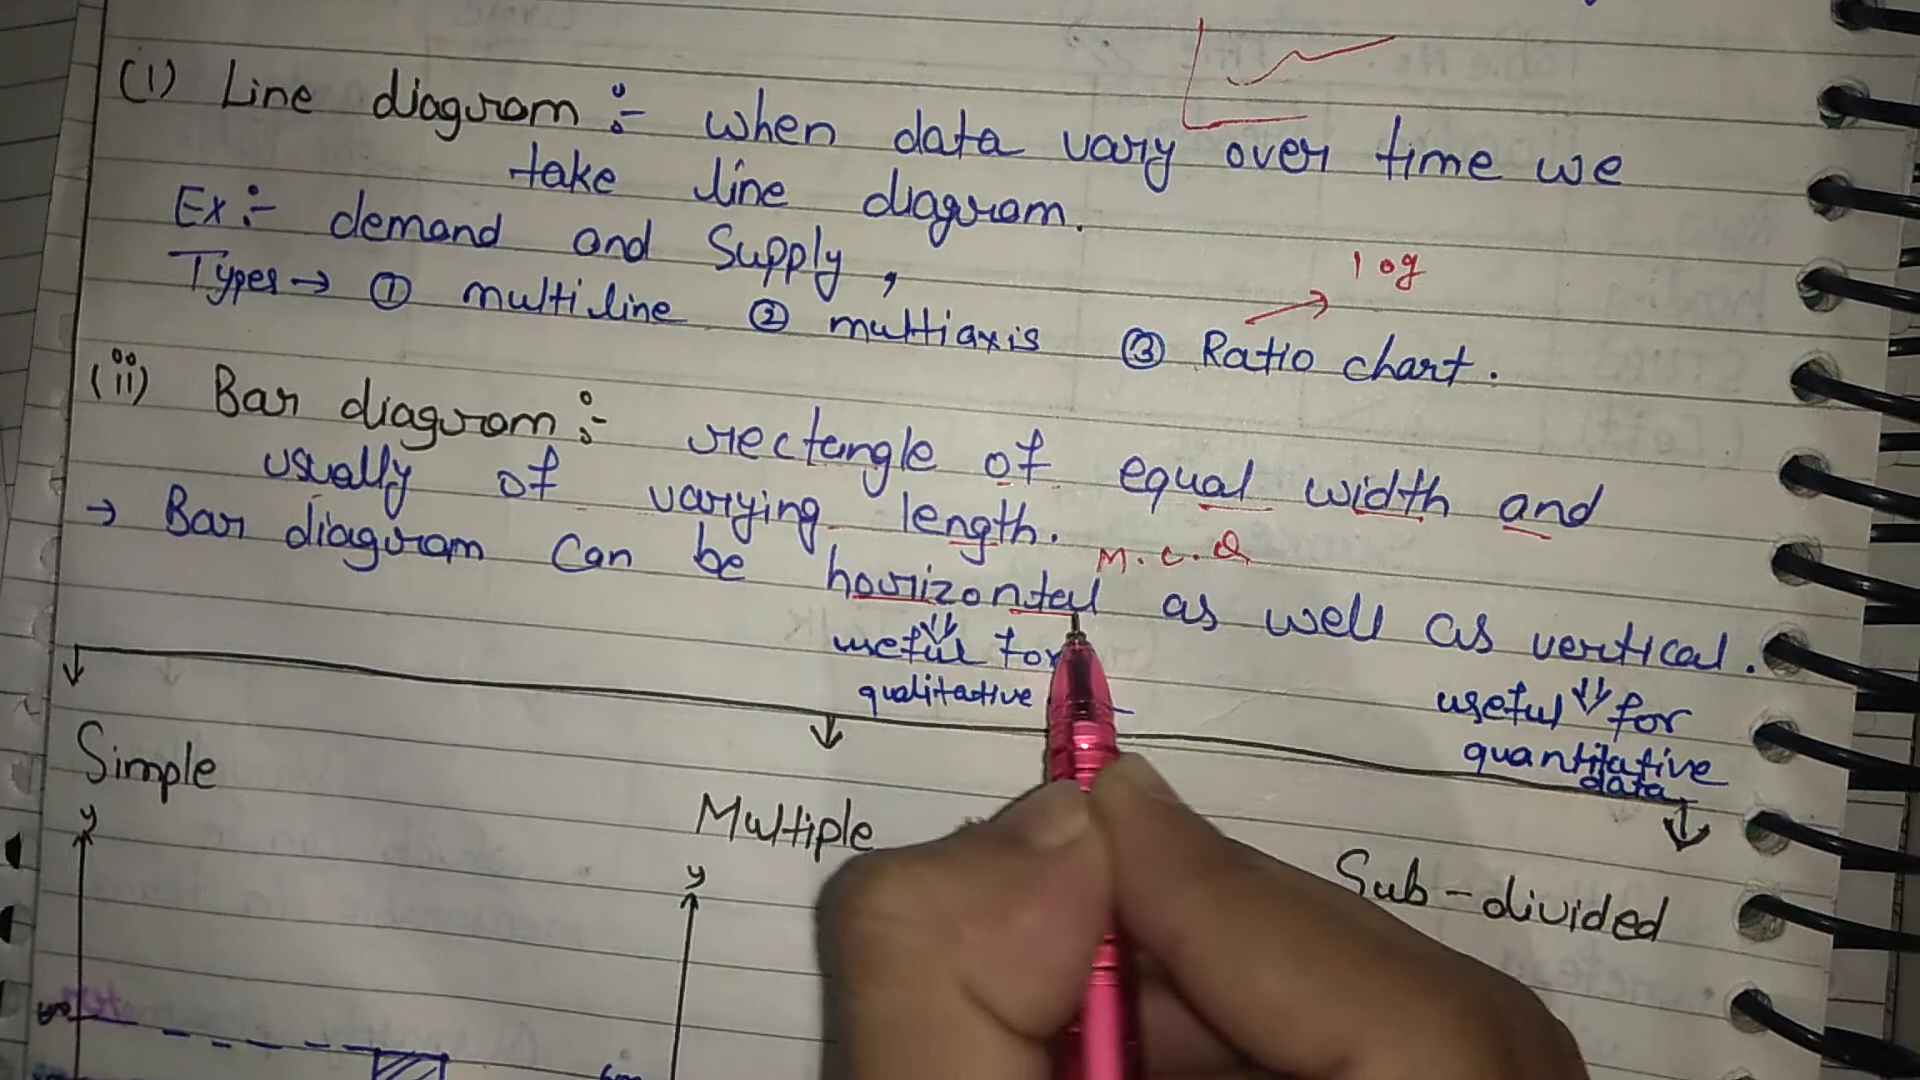 (i) Line diagram :- when data vary over time we
take line diagram.
Ex:- demand and Supply,
log
Types → ① multiline ② multiaxis ③ Ratio chart.
(ii) Bar diagram :- rectangle of equal width and
usually of varying length.
M.C.Q
→ Bar diagram can be horizontal as well as vertical.
useful for
qualitative
useful for
quantitative
data
Simple
Multiple
Sub-divided
y
y